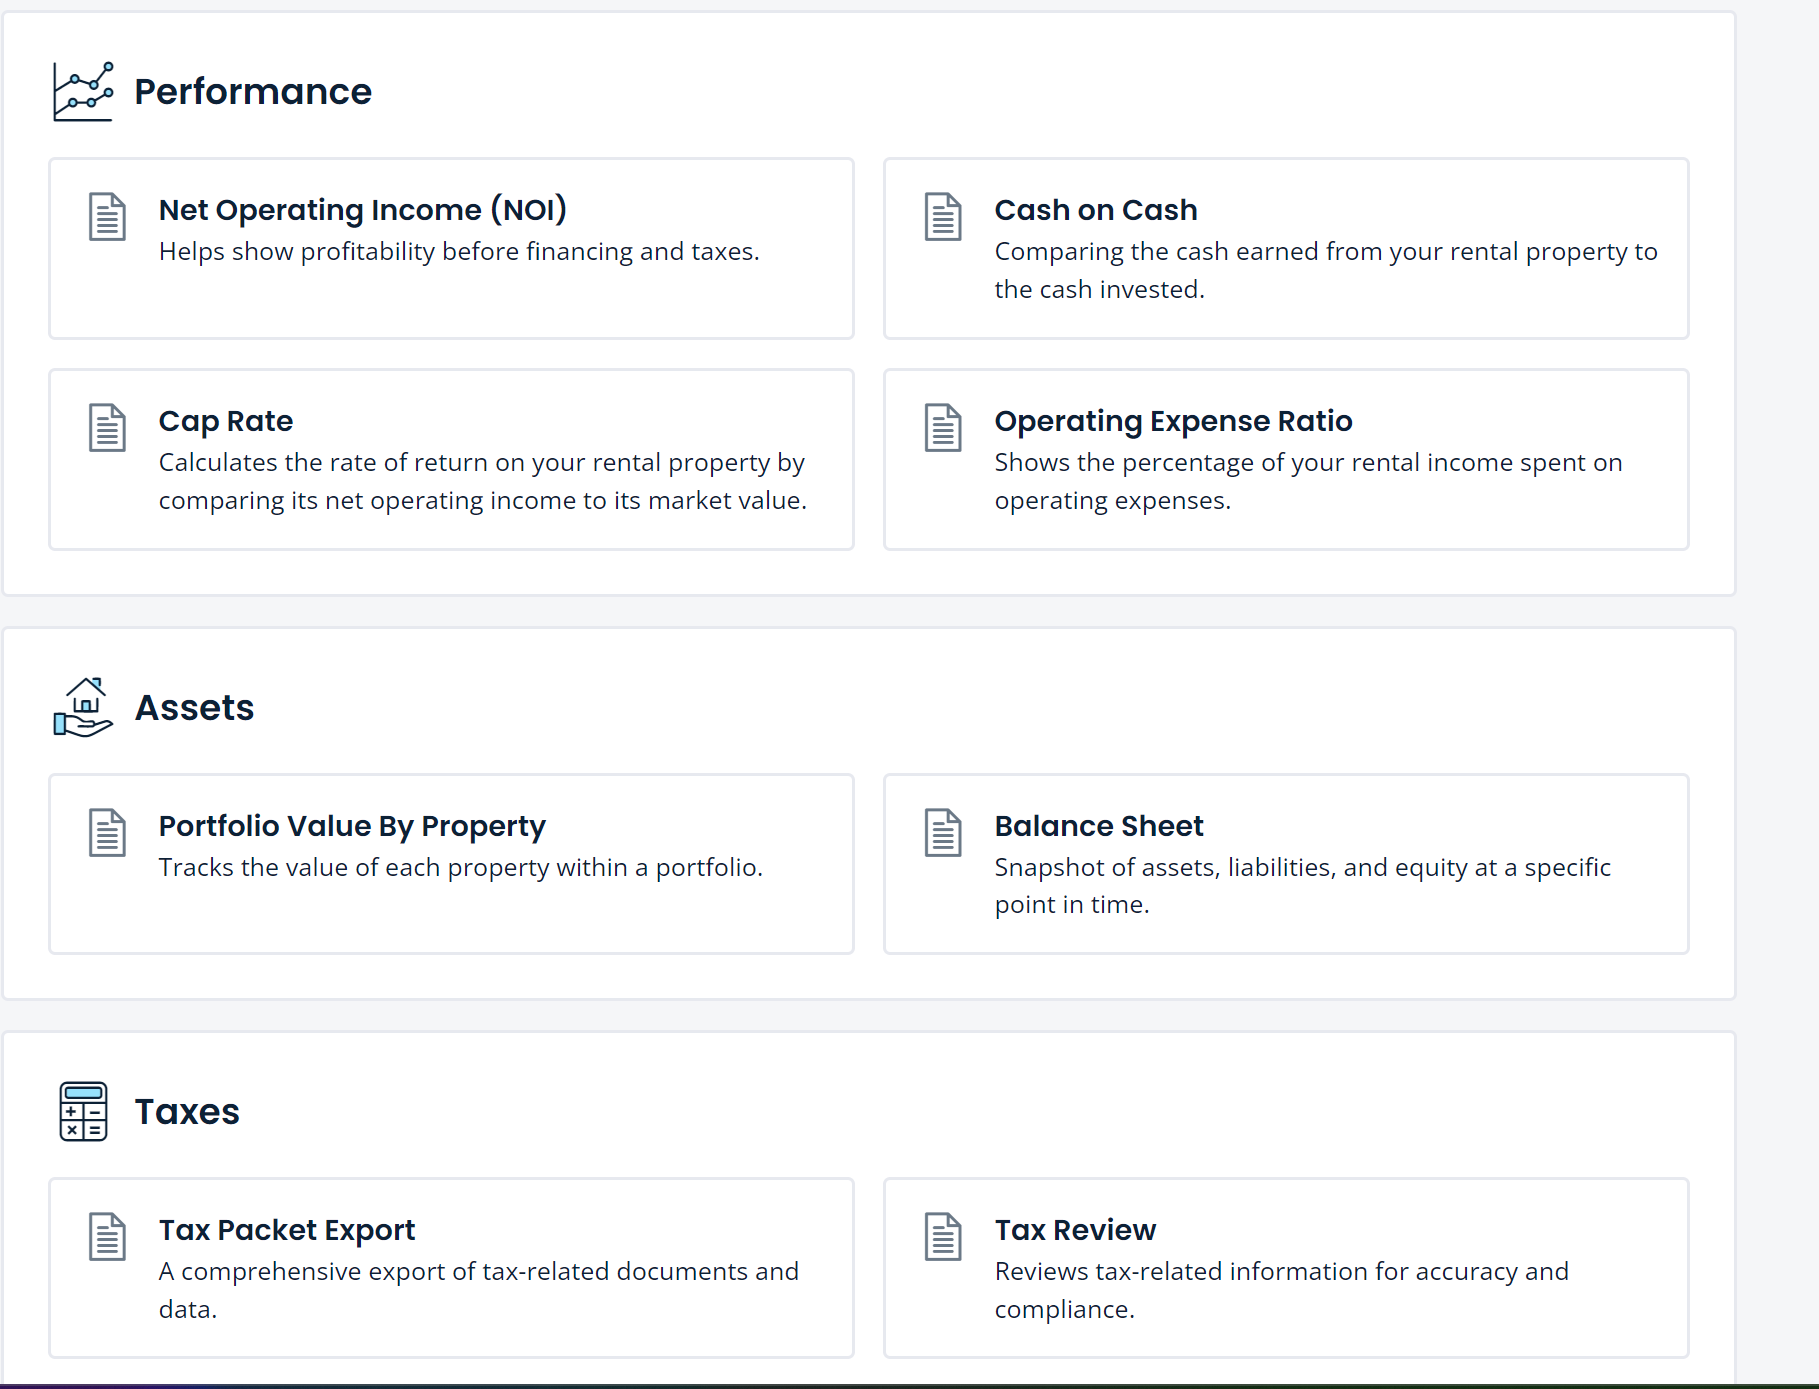 Performance
Net Operating Income (NOI)
Helps show profitability before financing and taxes.
Cash on Cash
Comparing the cash earned from your rental property to
the cash invested.
Cap Rate
Calculates the rate of return on your rental property by
comparing its net operating income to its market value.
Operating Expense Ratio
Shows the percentage of your rental income spent on
operating expenses.
Assets
Portfolio Value By Property
Tracks the value of each property within a portfolio.
Balance Sheet
Snapshot of assets, liabilities, and equity at a specific
point in time.
Taxes
Tax Packet Export
A comprehensive export of tax-related documents and
data.
Tax Review
Reviews tax-related information for accuracy and
compliance.